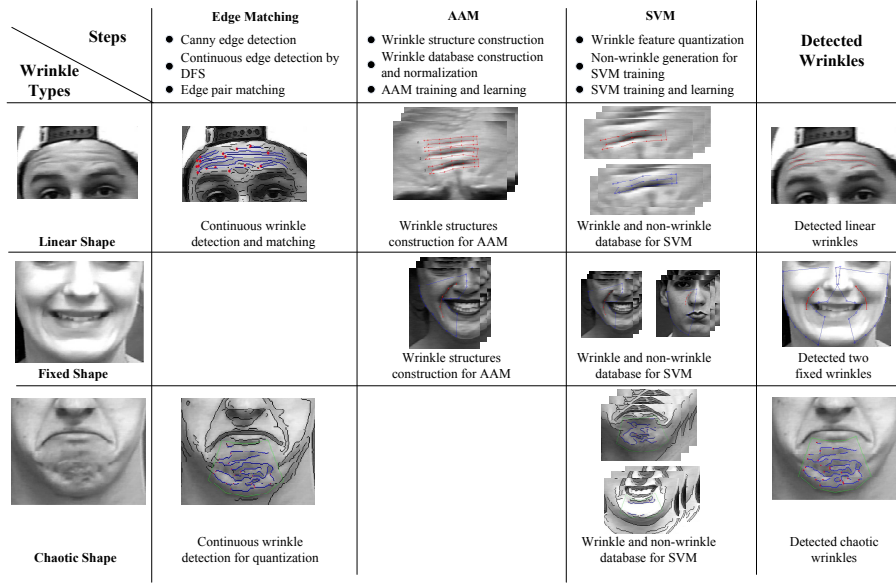 Steps
Wrinkle
Types
Edge Matching
● Canny edge detection
● Continuous edge detection by
DFS
● Edge pair matching
AAM
● Wrinkle structure construction
● Wrinkle database construction
and normalization
● AAM training and learning
SVM
● Wrinkle feature quantization
● Non-wrinkle generation for
SVM training
● SVM training and learning
Detected
Wrinkles
Linear Shape
Continuous wrinkle
detection and matching
Wrinkle structures
construction for AAM
Wrinkle and non-wrinkle
database for SVM
Detected linear
wrinkles
Fixed Shape
Wrinkle structures
construction for AAM
Wrinkle and non-wrinkle
database for SVM
Detected two
fixed wrinkles
Chaotic Shape
Continuous wrinkle
detection for quantization
Wrinkle and non-wrinkle
database for SVM
Detected chaotic
wrinkles